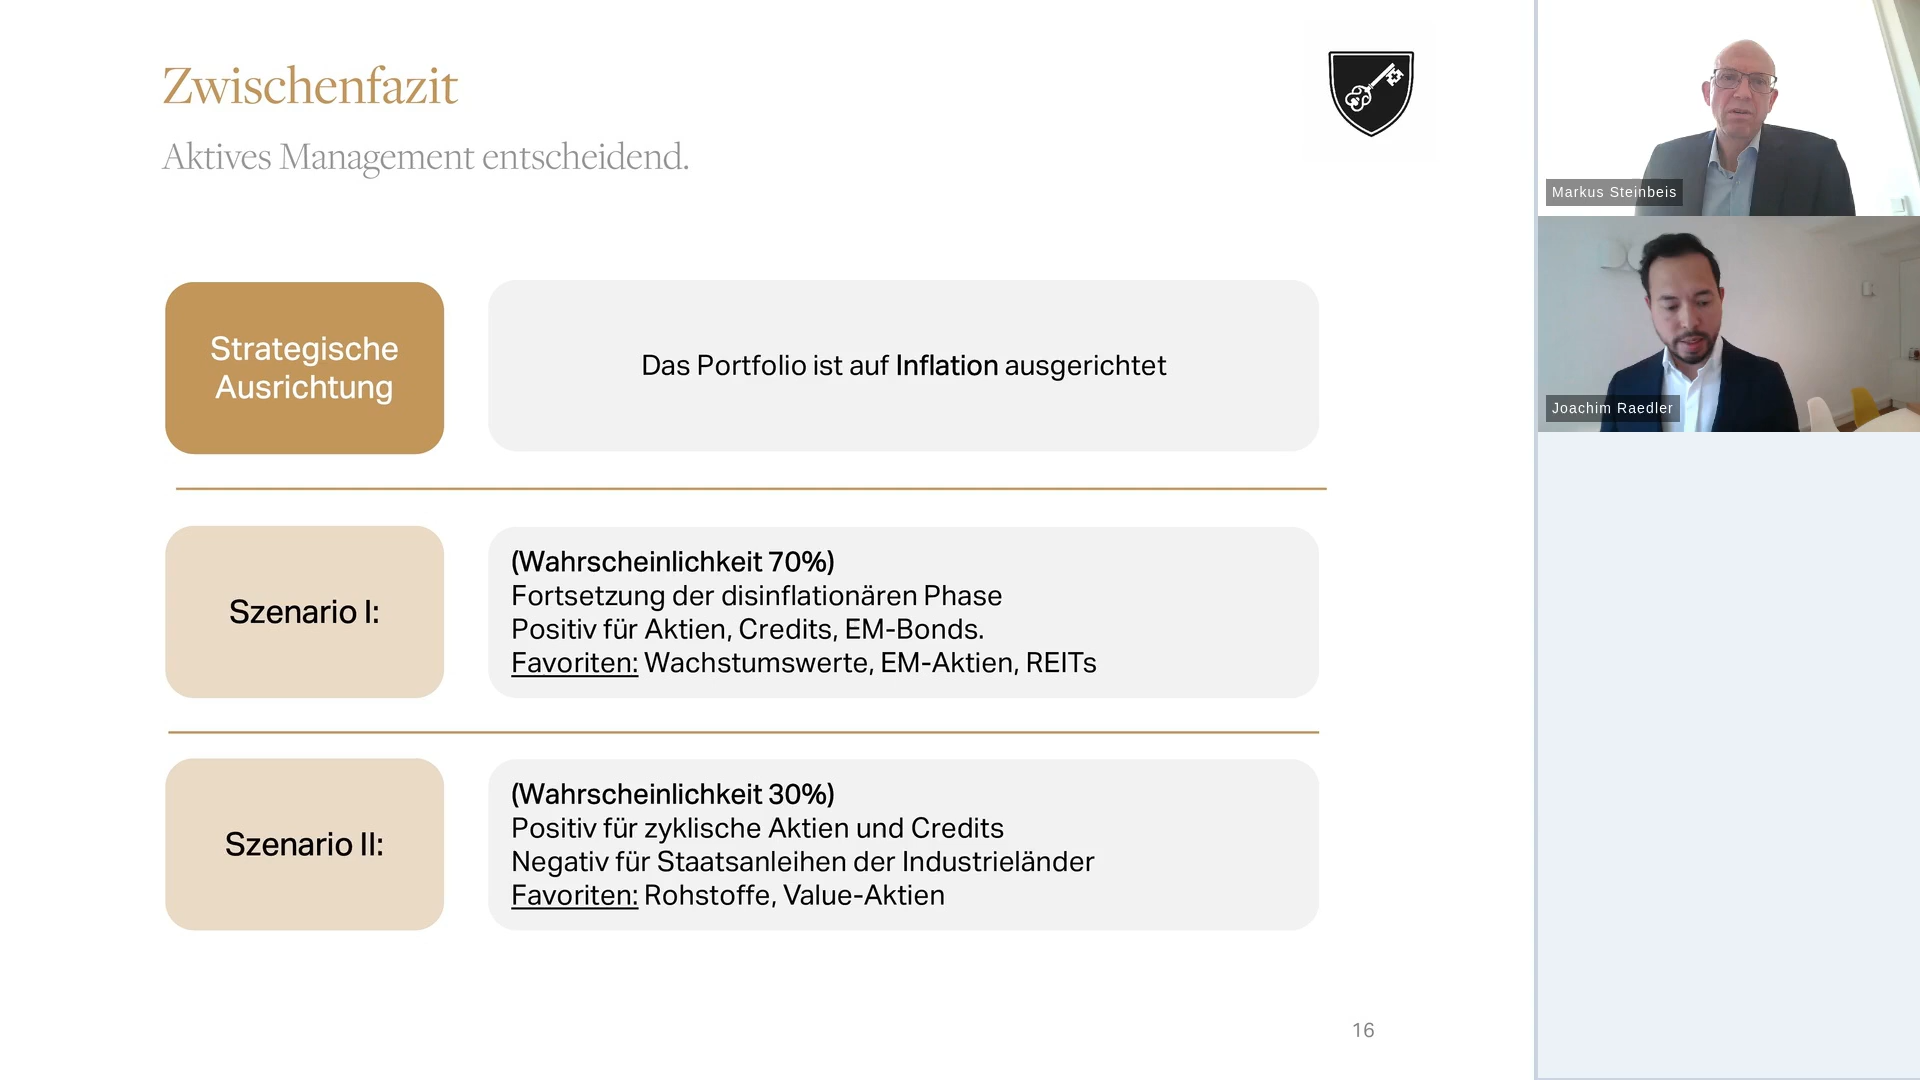 Zwischenfazit
Aktives Management entscheidend.
Strategische
Ausrichtung
Das Portfolio ist auf Inflation ausgerichtet
Szenario I:
(Wahrscheinlichkeit 70%)
Fortsetzung der disinflationären Phase
Positiv für Aktien, Credits, EM-Bonds.
Favoriten: Wachstumswerte, EM-Aktien, REITs
Szenario II:
(Wahrscheinlichkeit 30%)
Positiv für zyklische Aktien und Credits
Negativ für Staatsanleihen der Industrieländer
Favoriten: Rohstoffe, Value-Aktien
16
Markus Steinbeis
Joachim Raedler